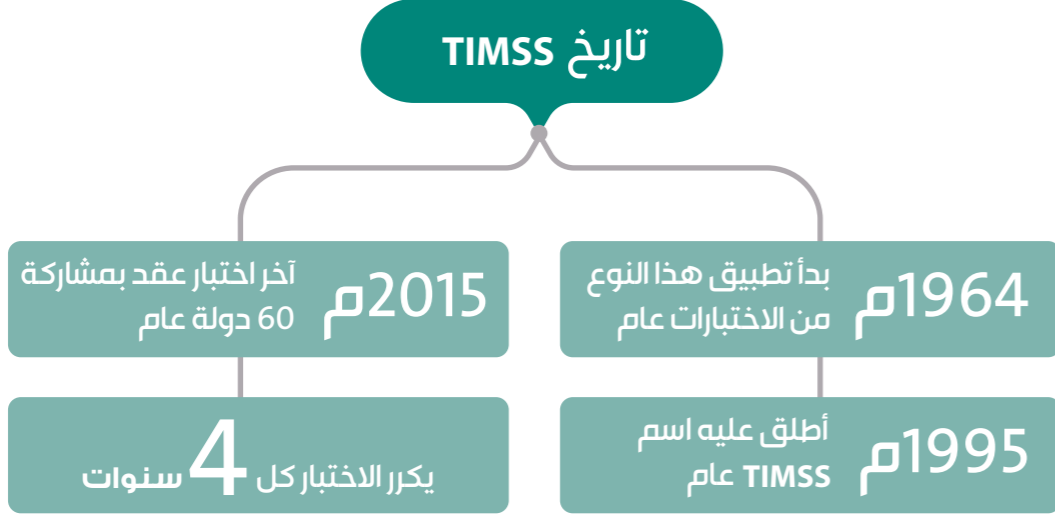 تاريخ TIMSS
1964م
بدأ تطبيق هذا النوع
من الاختبارات عام
1995م
أطلق عليه اسم
TIMSS عام
2015م
آخر اختبار عقد بمشاركة
60 دولة عام
يكرر الاختبار كل 4 سنوات